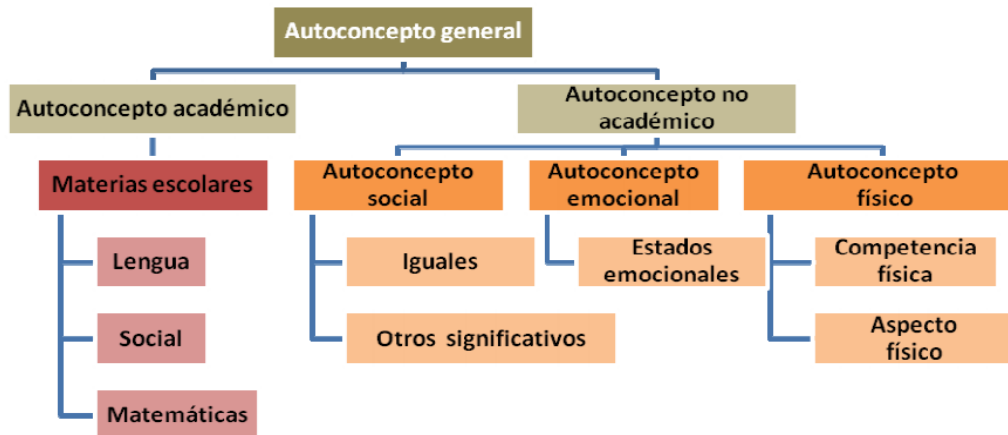 Autoconcepto general
Autoconcepto académico
Autoconcepto no
académico
Materias escolares
Autoconcepto
social
Autoconcepto
emocional
Autoconcepto
físico
Lengua
Iguales
Estados
emocionales
Competencia
física
Social
Otros significativos
Aspecto
físico
Matemáticas